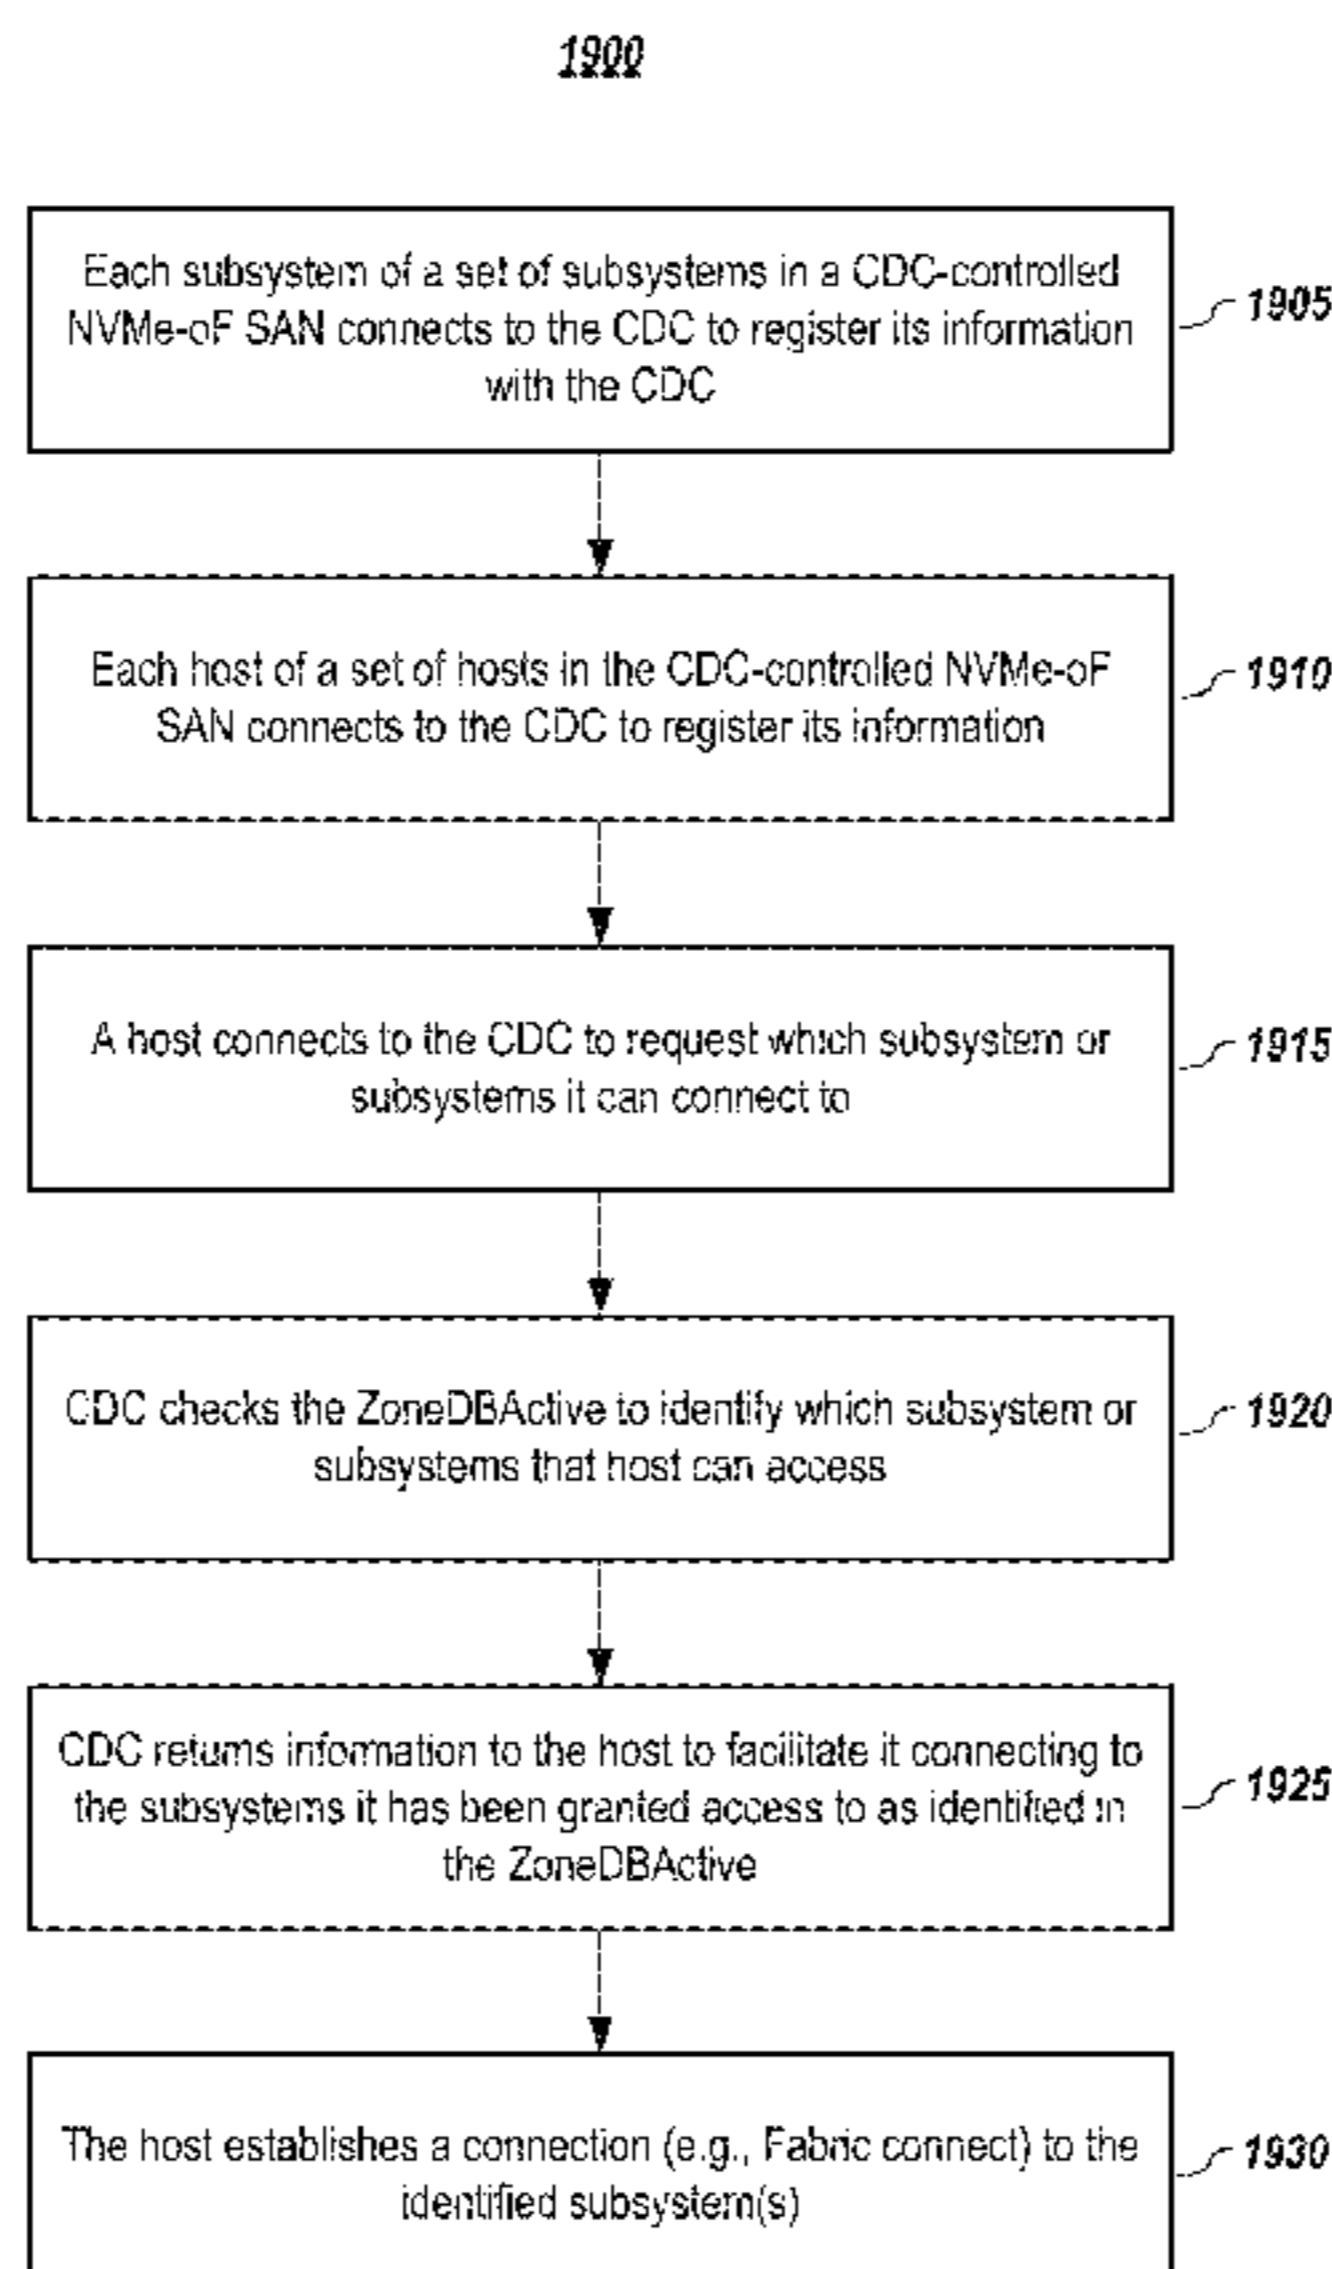 1900
Each subsystem of a set of subsystems in a CDC-controlled
NVMe-oF SAN connects to the CDC to register its information
with the CDC
1905
Each host of a set of hosts in the CDC-controlled NVMe-oF
SAN connects to the CDC to register its information
1910
A host connects to the CDC to request which subsystem or
subsystems it can connect to
1915
CDC checks the ZoneDBActive to identify which subsystem or
subsystems that host can access
1920
CDC returns information to the host to facilitate it connecting to
the subsystems it has been granted access to as identified in
the ZoneDBActive
1925
The host establishes a connection (e.g., Fabric connect) to the
identified subsystem(s)
1930